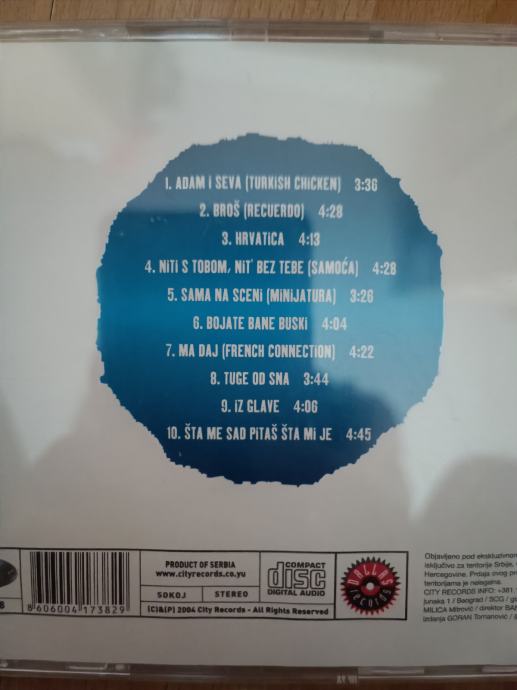 1. ADAM I SEVA (TURKISH CHICKEN) 3:36
2. BROŠ (RECUERDO) 4:28
3. HRVATICA 4:13
4. NITI S TOBOM, NIT' BEZ TEBE (SAMOĆA) 4:28
5. SAMA NA SCENI (MINIJATURA) 3:26
6. BOJATE BANE BUSKI 4:04
7. MA DAJ (FRENCH CONNECTION) 4:22
8. TUGE OD SNA 3:44
9. IZ GLAVE 4:06
10. ŠTA ME SAD PITAŠ ŠTA MI JE 4:45
8 606004 173829
PRODUCT OF SERBIA
www.cityrecords.co.yu
SOKOJ STEREO
(C)&(P) 2004 City Records - All Rights Reserved
COMPACT
disc
DIGITAL AUDIO
DALLAS
records
Objavljeno pod ekskluzivnom
isključivo za teritorije Srbije,
Hercegovine. Prdaja ovog pro
teritorijama je nelegalna.
CITY RECORDS INFO: +381
junska 1 / Beograd / SCG /
MILICA Mitrović / direktor
izdanja GORAN Tomanović /